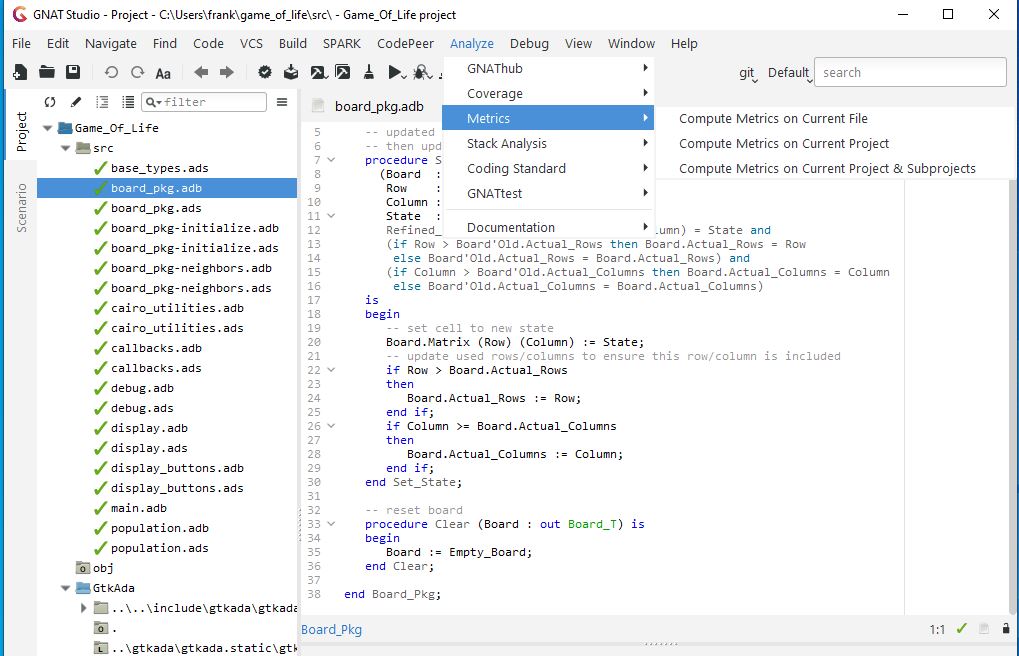 GNAT Studio - Project - C:\Users\frank\game_of_life\src\ - Game_Of_Life project
File Edit Navigate Find Code VCS Build SPARK CodePeer Analyze Debug View Window Help
Aa git Default search
Project
Scenario
filter
Game_Of_Life
src
base_types.ads
board_pkg.adb
board_pkg.ads
board_pkg-initialize.adb
board_pkg-initialize.ads
board_pkg-neighbors.adb
board_pkg-neighbors.ads
cairo_utilities.adb
cairo_utilities.ads
callbacks.adb
callbacks.ads
debug.adb
debug.ads
display.adb
display.ads
display_buttons.adb
display_buttons.ads
main.adb
population.adb
population.ads
obj
GtkAda
..\..\include\gtkada\gtkada
.
..\gtkada\gtkada.static\gtk
board_pkg.adb
GNAThub
Coverage
Metrics
Stack Analysis
Coding Standard
GNATtest
Documentation
Compute Metrics on Current File
Compute Metrics on Current Project
Compute Metrics on Current Project & Subprojects
5 -- updated
6 -- then upd
7 procedure S
8 (Board :
9 Row :
10 Column :
11 State :
12 Refined_ lumn) = State and
13 (if Row > Board'Old.Actual_Rows then Board.Actual_Rows = Row
14 else Board'Old.Actual_Rows = Board.Actual_Rows) and
15 (if Column > Board'Old.Actual_Columns then Board.Actual_Columns = Column
16 else Board'Old.Actual_Columns = Board.Actual_Columns)
17 is
18 begin
19 -- set cell to new state
20 Board.Matrix (Row) (Column) := State;
21 -- update used rows/columns to ensure this row/column is included
22 if Row > Board.Actual_Rows
23 then
24 Board.Actual_Rows := Row;
25 end if;
26 if Column >= Board.Actual_Columns
27 then
28 Board.Actual_Columns := Column;
29 end if;
30 end Set_State;
31
32 -- reset board
33 procedure Clear (Board : out Board_T) is
34 begin
35 Board := Empty_Board;
36 end Clear;
37
38 end Board_Pkg;
Board_Pkg 1:1